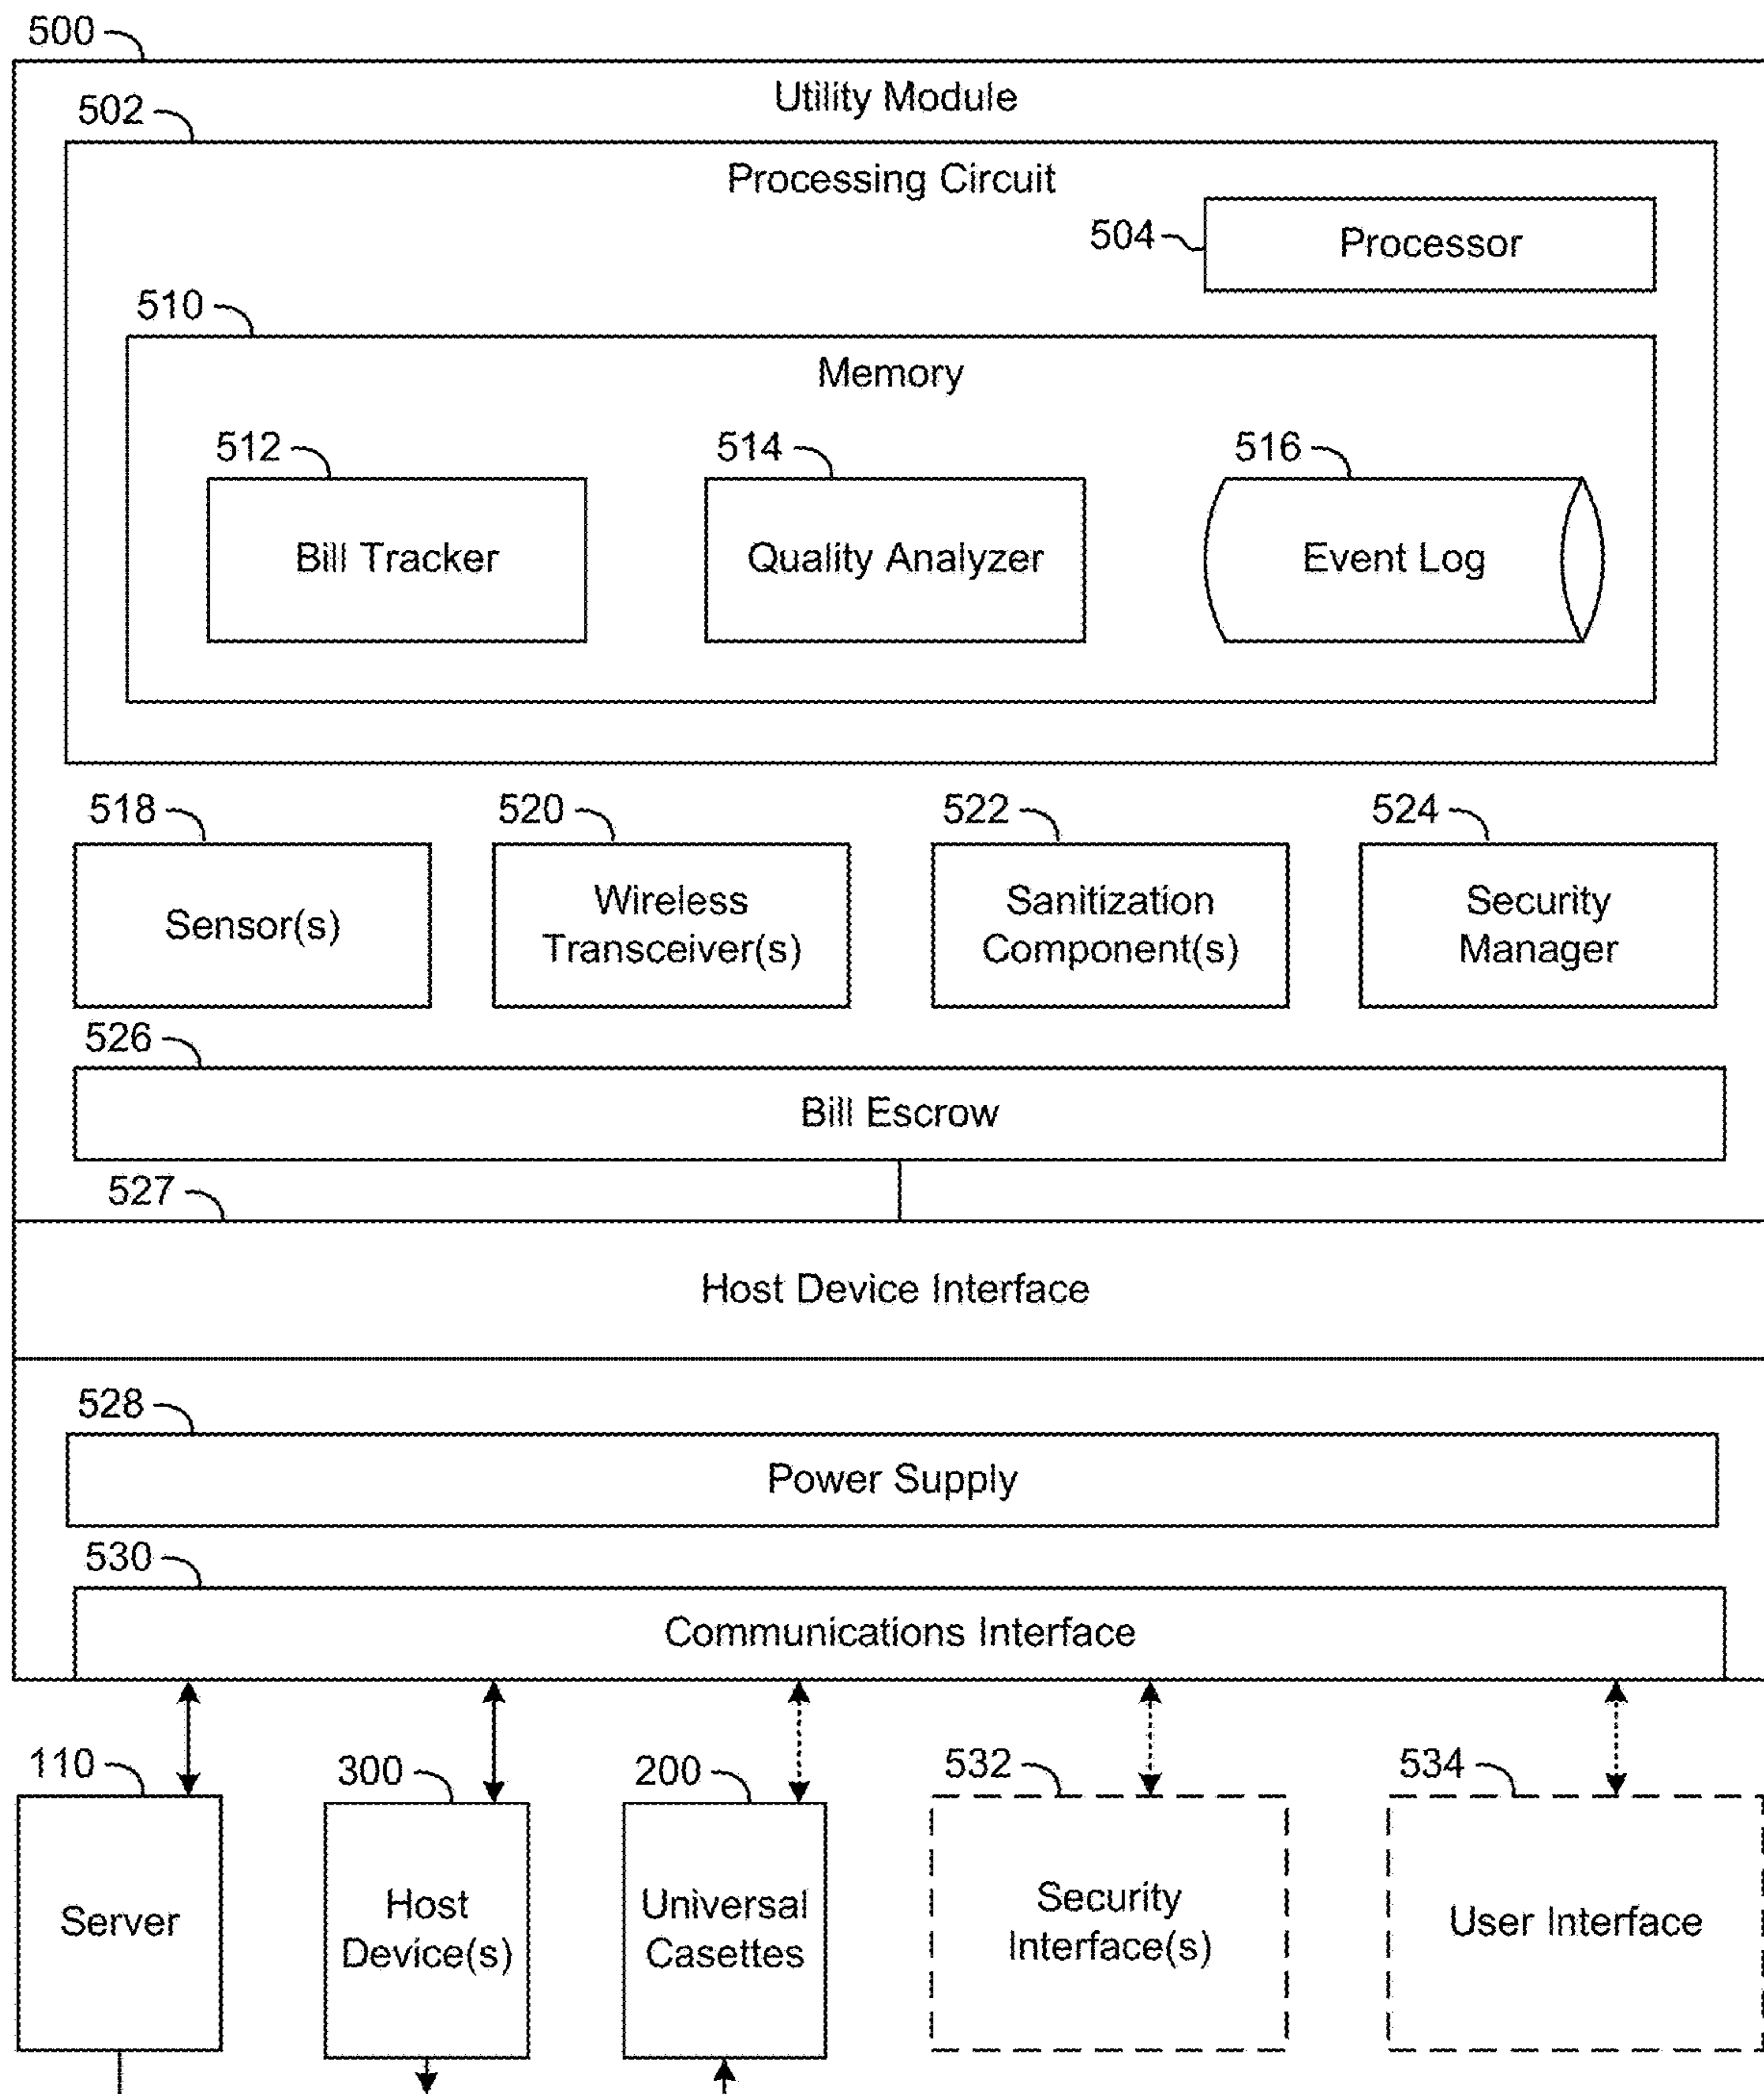 500
Utility Module
502
Processing Circuit
504
Processor
510
Memory
512
514
516
Bill Tracker
Quality Analyzer
Event Log
518
520
522
524
Sensor(s)
Wireless
Transceiver(s)
Sanitization
Component(s)
Security
Manager
526
Bill Escrow
527
Host Device Interface
528
Power Supply
530
Communications Interface
110
300
200
532
534
Server
Host
Device(s)
Universal
Casettes
Security
Interface(s)
User Interface